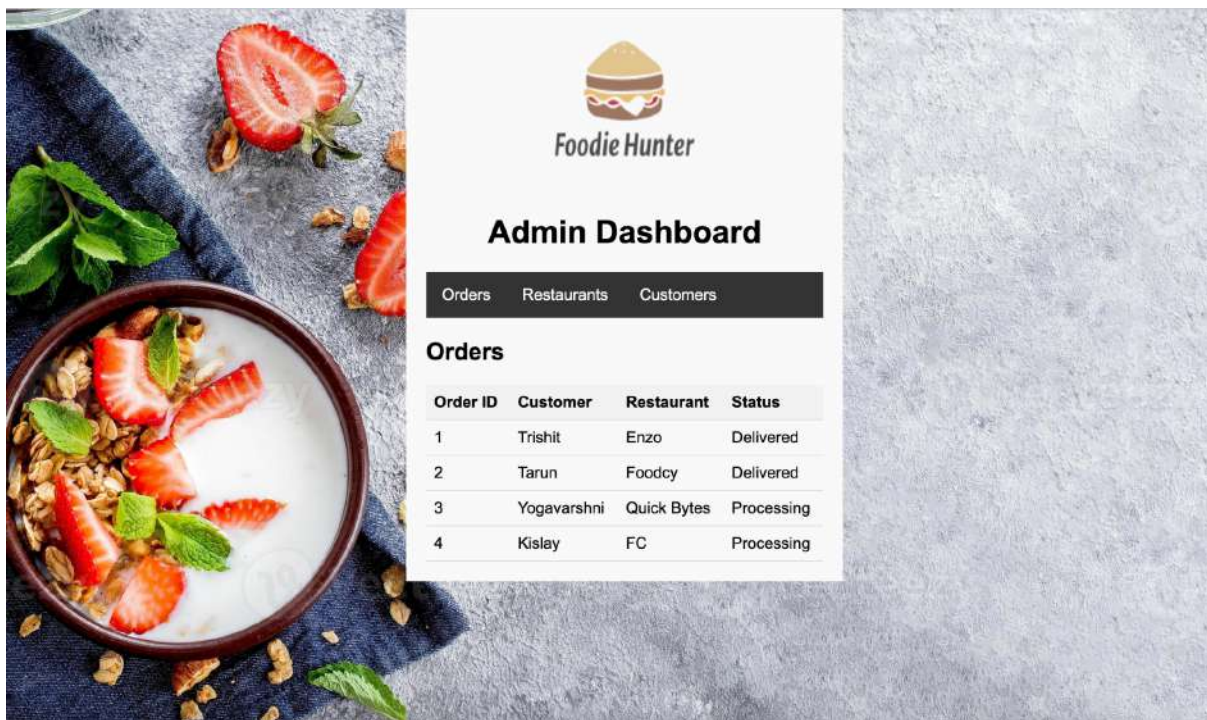 Foodie Hunter
Admin Dashboard
Orders Restaurants Customers
Orders
Order ID Customer Restaurant Status
1 Trishit Enzo Delivered
2 Tarun Foodcy Delivered
3 Yogavarshni Quick Bytes Processing
4 Kislay FC Processing